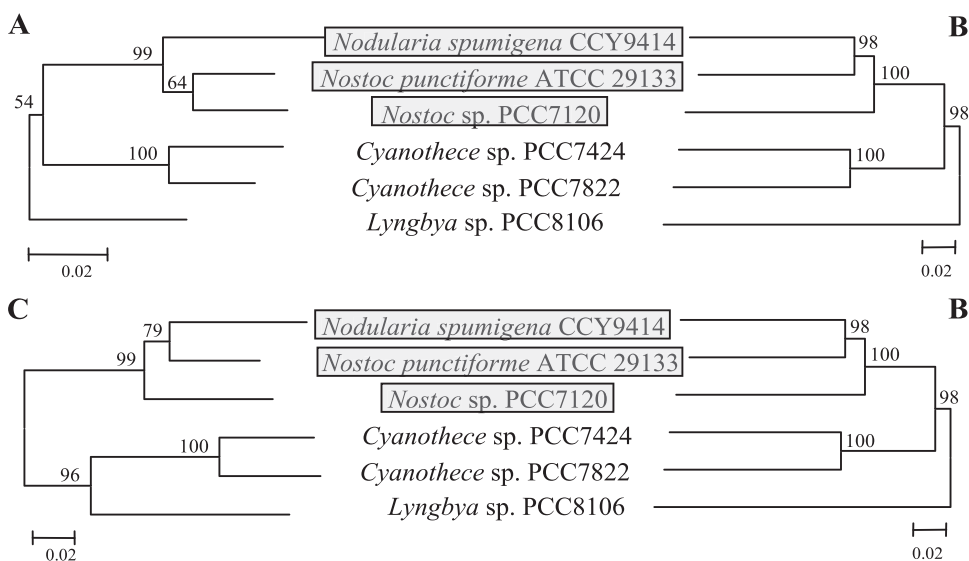 A
B
99
98
Nodularia spumigena CCY9414
64
100
Nostoc punctiforme ATCC 29133
54
98
Nostoc sp. PCC7120
100
100
Cyanothece sp. PCC7424
Cyanothece sp. PCC7822
Lyngbya sp. PCC8106
0.02
0.02
C
B
79
98
Nodularia spumigena CCY9414
99
100
Nostoc punctiforme ATCC 29133
98
Nostoc sp. PCC7120
100
100
Cyanothece sp. PCC7424
96
Cyanothece sp. PCC7822
Lyngbya sp. PCC8106
0.02
0.02